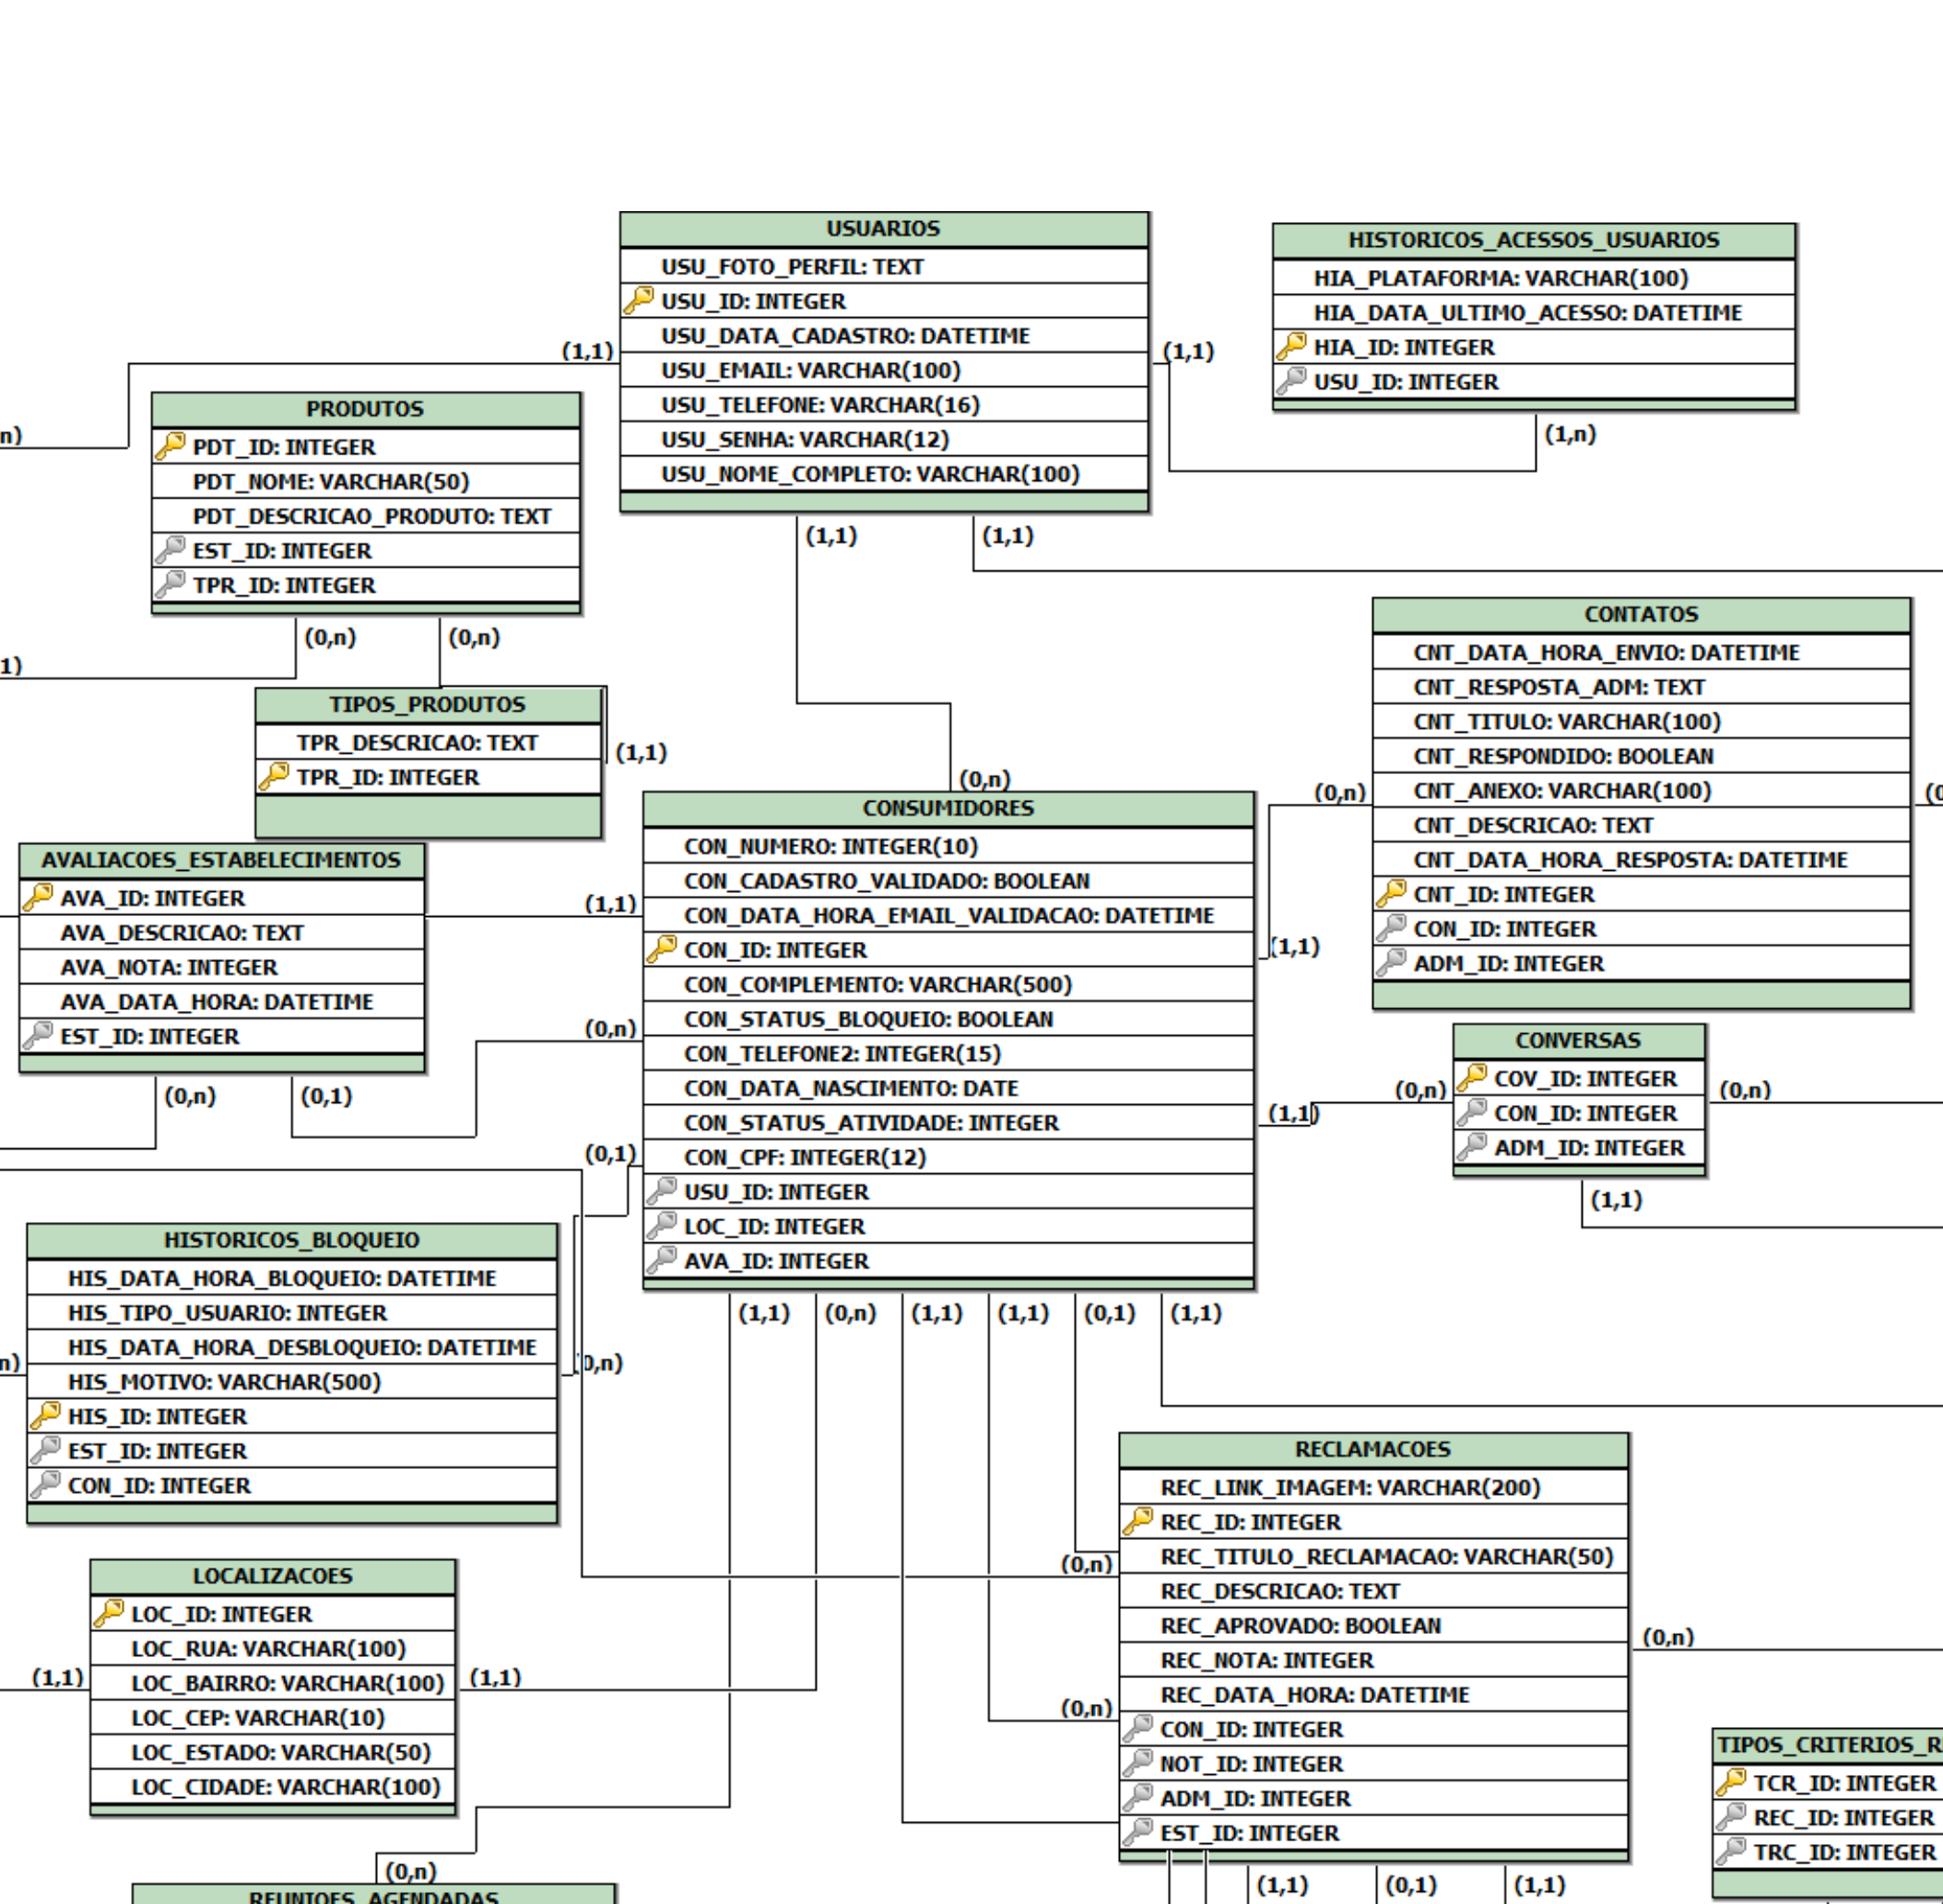 USUARIOS
USU_FOTO_PERFIL: TEXT
USU_ID: INTEGER
USU_DATA_CADASTRO: DATETIME
USU_EMAIL: VARCHAR(100)
USU_TELEFONE: VARCHAR(16)
USU_SENHA: VARCHAR(12)
USU_NOME_COMPLETO: VARCHAR(100)
(1,1)
(1,1)
(1,1)
(1,1)
HISTORICOS_ACESSOS_USUARIOS
HIA_PLATAFORMA: VARCHAR(100)
HIA_DATA_ULTIMO_ACESSO: DATETIME
HIA_ID: INTEGER
USU_ID: INTEGER
(1,n)
n)
PRODUTOS
PDT_ID: INTEGER
PDT_NOME: VARCHAR(50)
PDT_DESCRICAO_PRODUTO: TEXT
EST_ID: INTEGER
TPR_ID: INTEGER
(0,n)
(0,n)
1)
TIPOS_PRODUTOS
TPR_DESCRICAO: TEXT
TPR_ID: INTEGER
(1,1)
CONTATOS
CNT_DATA_HORA_ENVIO: DATETIME
CNT_RESPOSTA_ADM: TEXT
CNT_TITULO: VARCHAR(100)
CNT_RESPONDIDO: BOOLEAN
CNT_ANEXO: VARCHAR(100)
CNT_DESCRICAO: TEXT
CNT_DATA_HORA_RESPOSTA: DATETIME
CNT_ID: INTEGER
CON_ID: INTEGER
ADM_ID: INTEGER
(0,n)
(0
(0,n)
CONSUMIDORES
CON_NUMERO: INTEGER(10)
CON_CADASTRO_VALIDADO: BOOLEAN
CON_DATA_HORA_EMAIL_VALIDACAO: DATETIME
CON_ID: INTEGER
CON_COMPLEMENTO: VARCHAR(500)
CON_STATUS_BLOQUEIO: BOOLEAN
CON_TELEFONE2: INTEGER(15)
CON_DATA_NASCIMENTO: DATE
CON_STATUS_ATIVIDADE: INTEGER
CON_CPF: INTEGER(12)
USU_ID: INTEGER
LOC_ID: INTEGER
AVA_ID: INTEGER
(1,1)
(0,n)
(0,1)
(1,1)
(1,1)
(1,1)
(0,n)
(1,1)
(1,1)
(0,1)
(1,1)
AVALIACOES_ESTABELECIMENTOS
AVA_ID: INTEGER
AVA_DESCRICAO: TEXT
AVA_NOTA: INTEGER
AVA_DATA_HORA: DATETIME
EST_ID: INTEGER
(0,n)
(0,1)
CONVERSAS
COV_ID: INTEGER
CON_ID: INTEGER
ADM_ID: INTEGER
(0,n)
(0,n)
(1,1)
HISTORICOS_BLOQUEIO
HIS_DATA_HORA_BLOQUEIO: DATETIME
HIS_TIPO_USUARIO: INTEGER
HIS_DATA_HORA_DESBLOQUEIO: DATETIME
HIS_MOTIVO: VARCHAR(500)
HIS_ID: INTEGER
EST_ID: INTEGER
CON_ID: INTEGER
n)
0,n)
LOCALIZACOES
LOC_ID: INTEGER
LOC_RUA: VARCHAR(100)
LOC_BAIRRO: VARCHAR(100)
LOC_CEP: VARCHAR(10)
LOC_ESTADO: VARCHAR(50)
LOC_CIDADE: VARCHAR(100)
(1,1)
(1,1)
RECLAMACOES
REC_LINK_IMAGEM: VARCHAR(200)
REC_ID: INTEGER
REC_TITULO_RECLAMACAO: VARCHAR(50)
REC_DESCRICAO: TEXT
REC_APROVADO: BOOLEAN
REC_NOTA: INTEGER
REC_DATA_HORA: DATETIME
CON_ID: INTEGER
NOT_ID: INTEGER
ADM_ID: INTEGER
EST_ID: INTEGER
(0,n)
(0,n)
(0,n)
(1,1)
(0,1)
(1,1)
TIPOS_CRITERIOS_R
TCR_ID: INTEGER
REC_ID: INTEGER
TRC_ID: INTEGER
(0,n)
REUNIOES_AGENDADAS